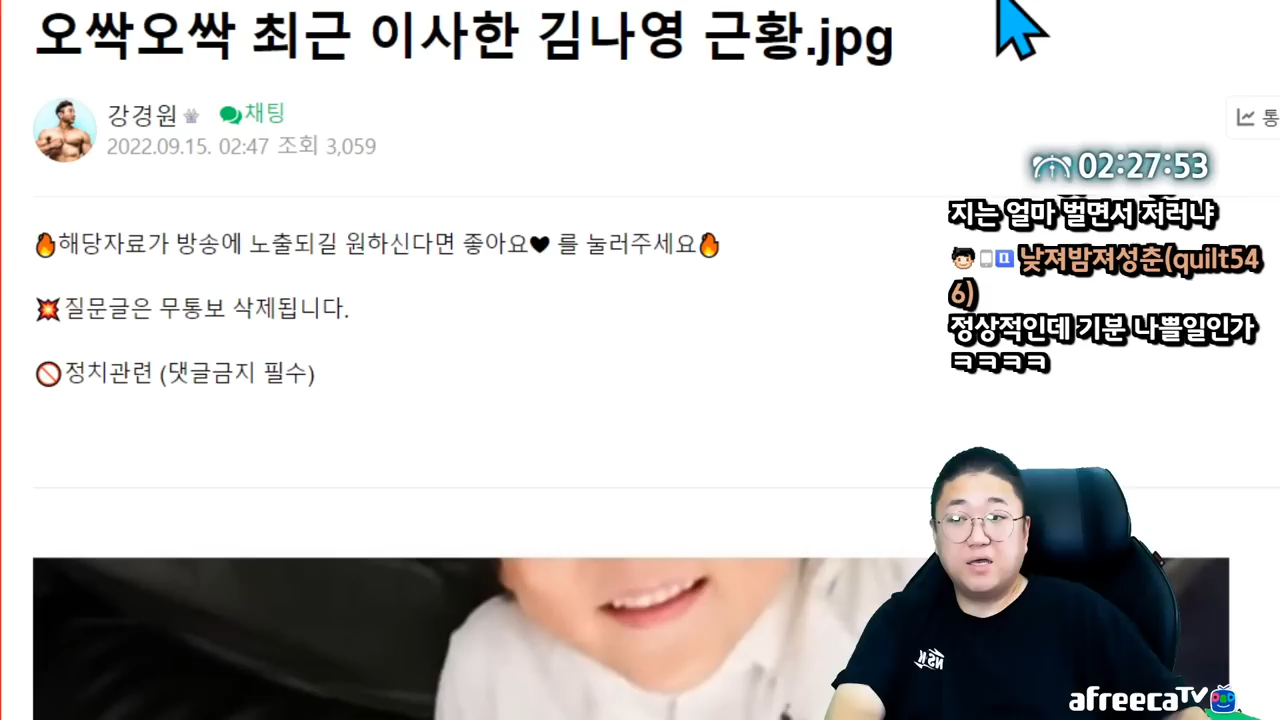 오싹오싹 최근 이사한 김나영 근황.jpg
강경원 채팅
2022.09.15. 02:47 조회 3,059
통
02:27:53
🔥해당자료가 방송에 노출되길 원하신다면 좋아요♥ 를 눌러주세요🔥
💥질문글은 무통보 삭제됩니다.
🚫정치관련 (댓글금지 필수)
지는 얼마 벌면서 저러냐
낮져밤져성춘(quilt54
6)
정상적인데 기분 나쁠일인가
ㅋㅋㅋㅋ
NSK
afreecaTV